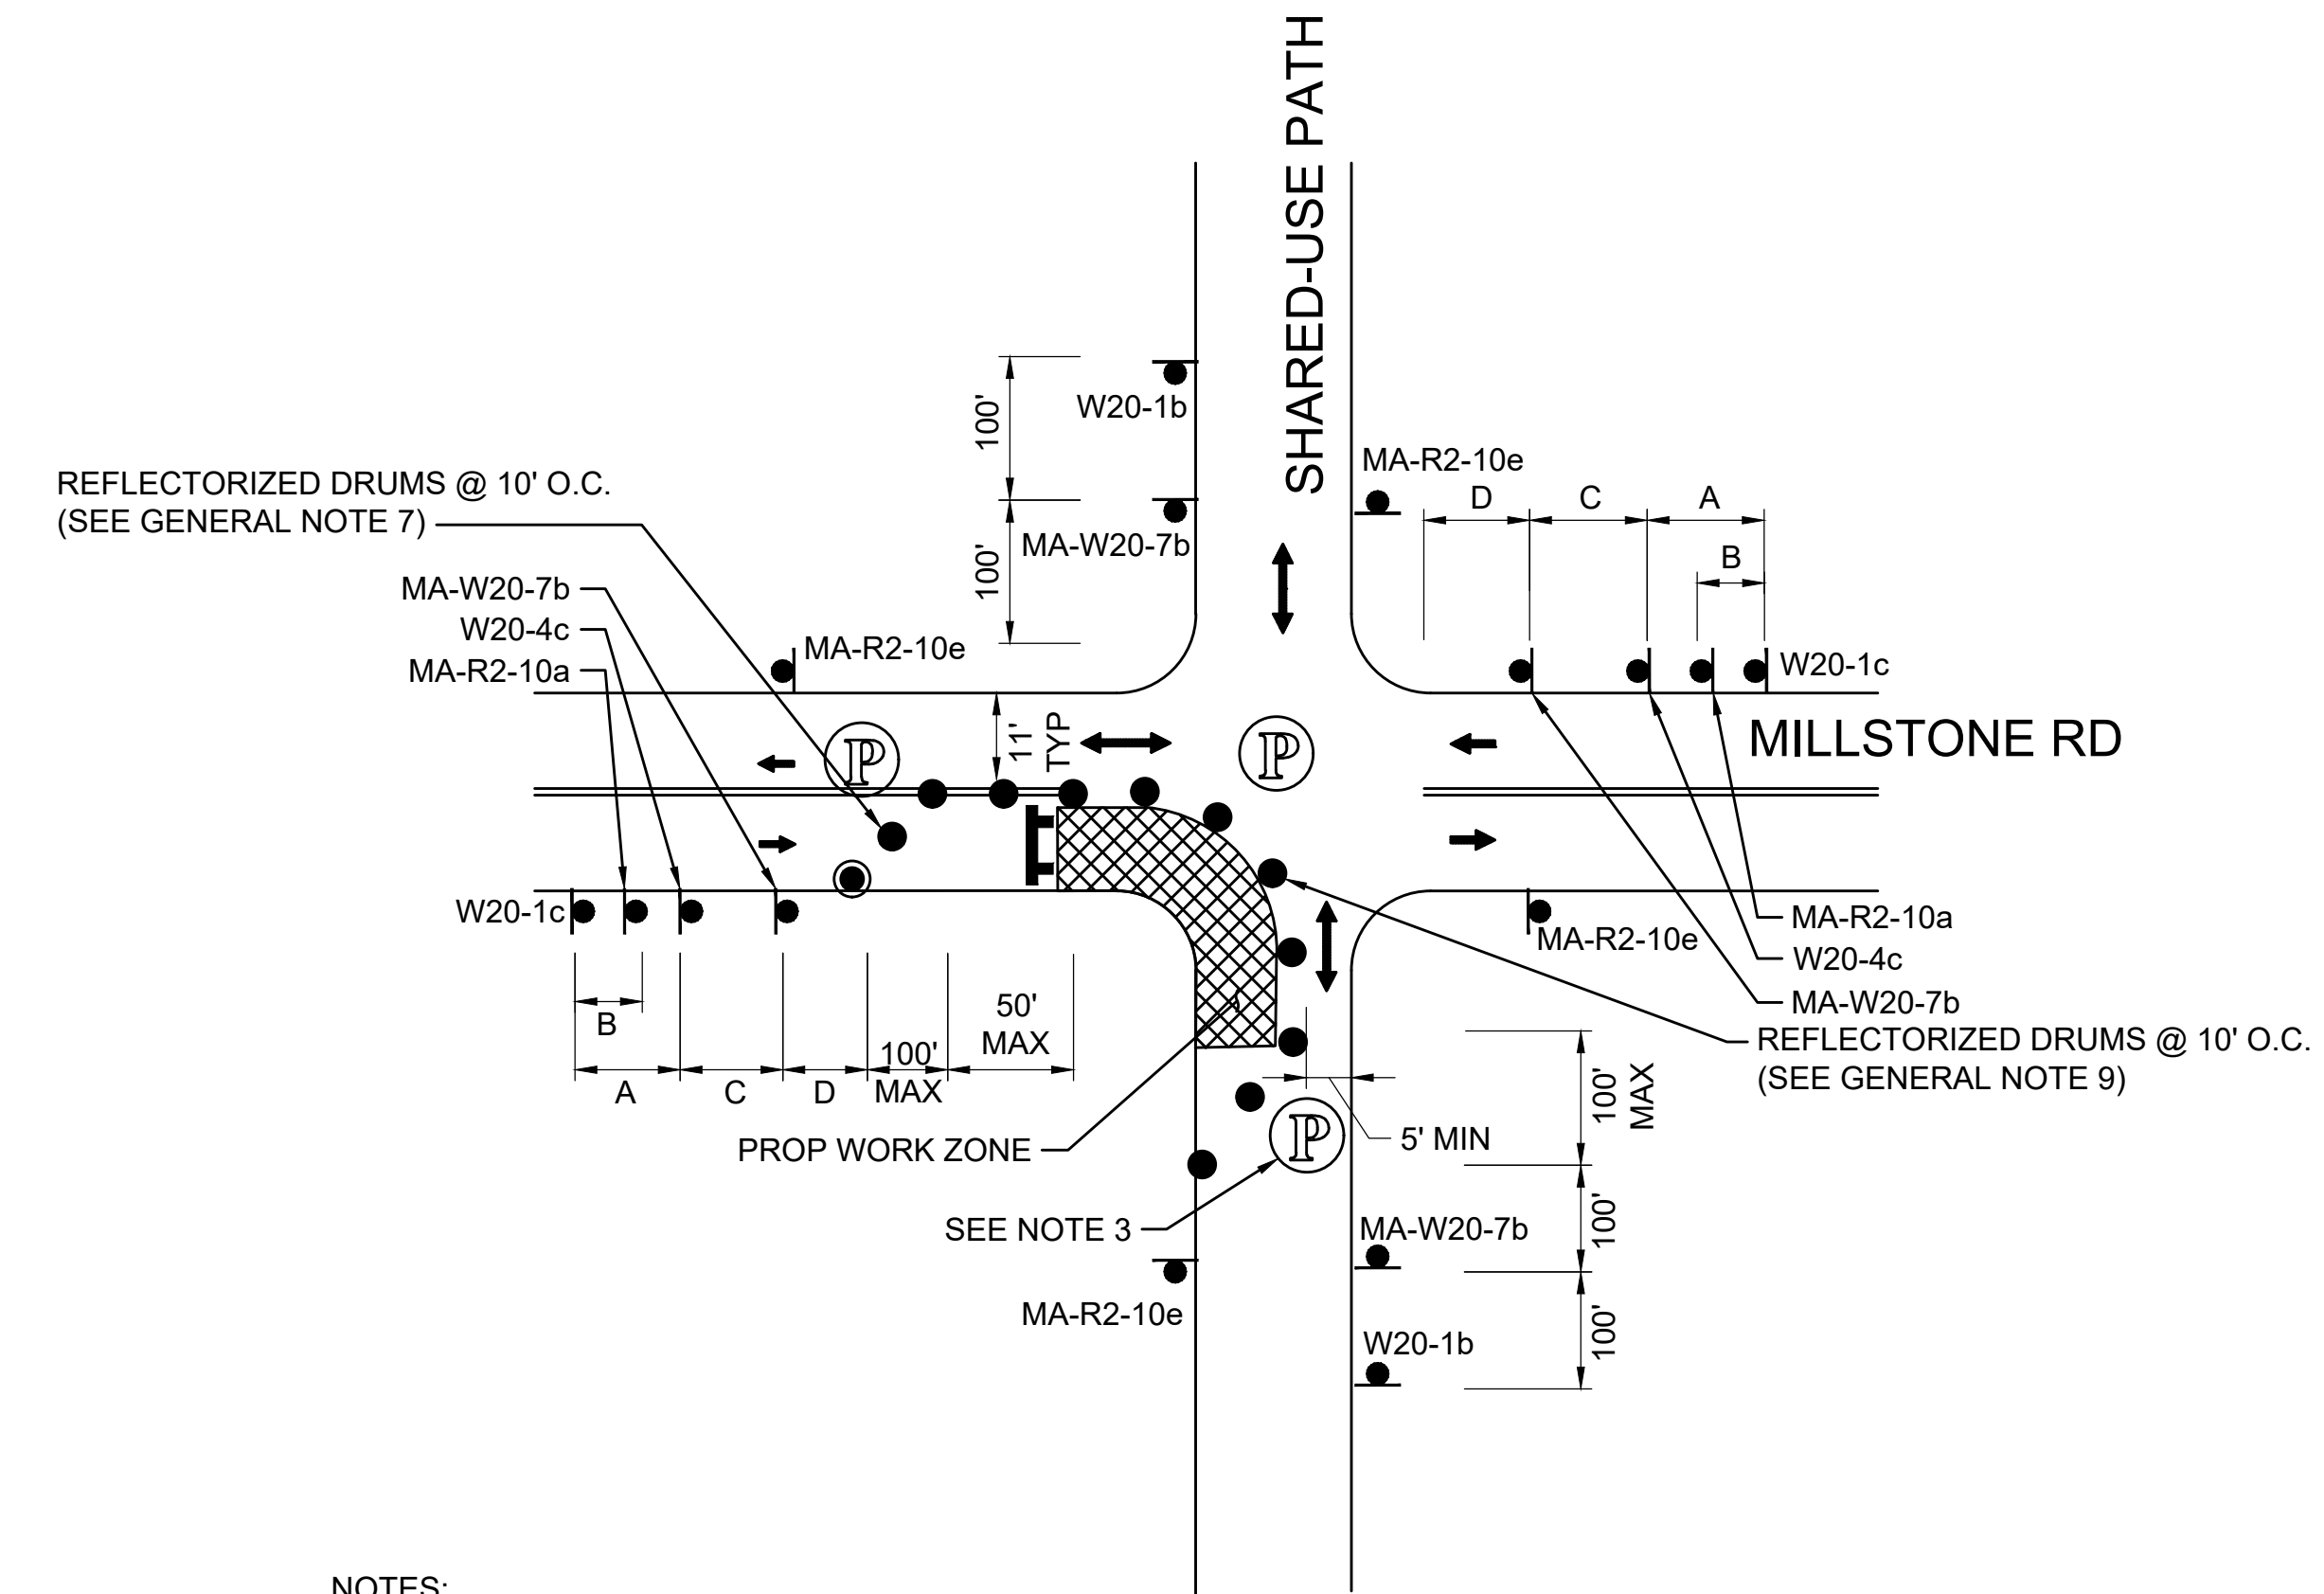 SHARED-USE PATH
W20-1b
100'
MA-R2-10e
D
C
A
REFLECTORIZED DRUMS @ 10' O.C.
(SEE GENERAL NOTE 7)
MA-W20-7b
100'
B
MA-W20-7b
W20-4c
MA-R2-10a
MA-R2-10e
W20-1c
11'
TYP
P
P
MILLSTONE RD
W20-1c
MA-R2-10e
MA-R2-10a
W20-4c
MA-W20-7b
REFLECTORIZED DRUMS @ 10' O.C.
(SEE GENERAL NOTE 9)
B
50'
MAX
A
C
D
100'
MAX
PROP WORK ZONE
P
5' MIN
100'
MAX
SEE NOTE 3
MA-W20-7b
100'
MA-R2-10e
W20-1b
100'
NOTES: